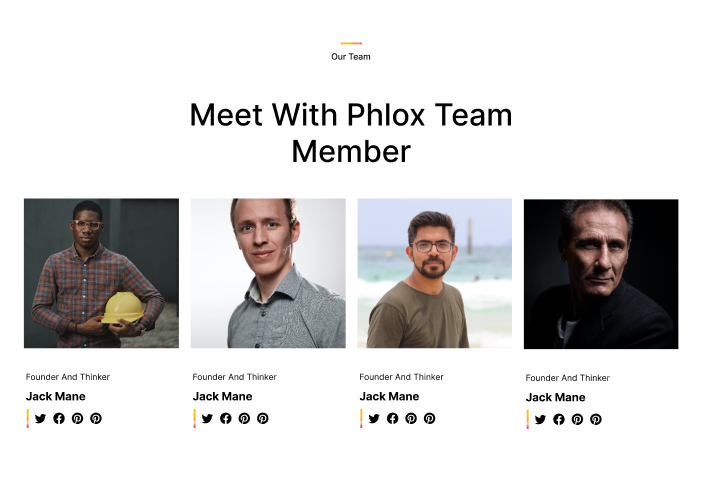 Our Team
Meet With Phlox Team
Member
Founder And Thinker
Jack Mane
Founder And Thinker
Jack Mane
Founder And Thinker
Jack Mane
Founder And Thinker
Jack Mane